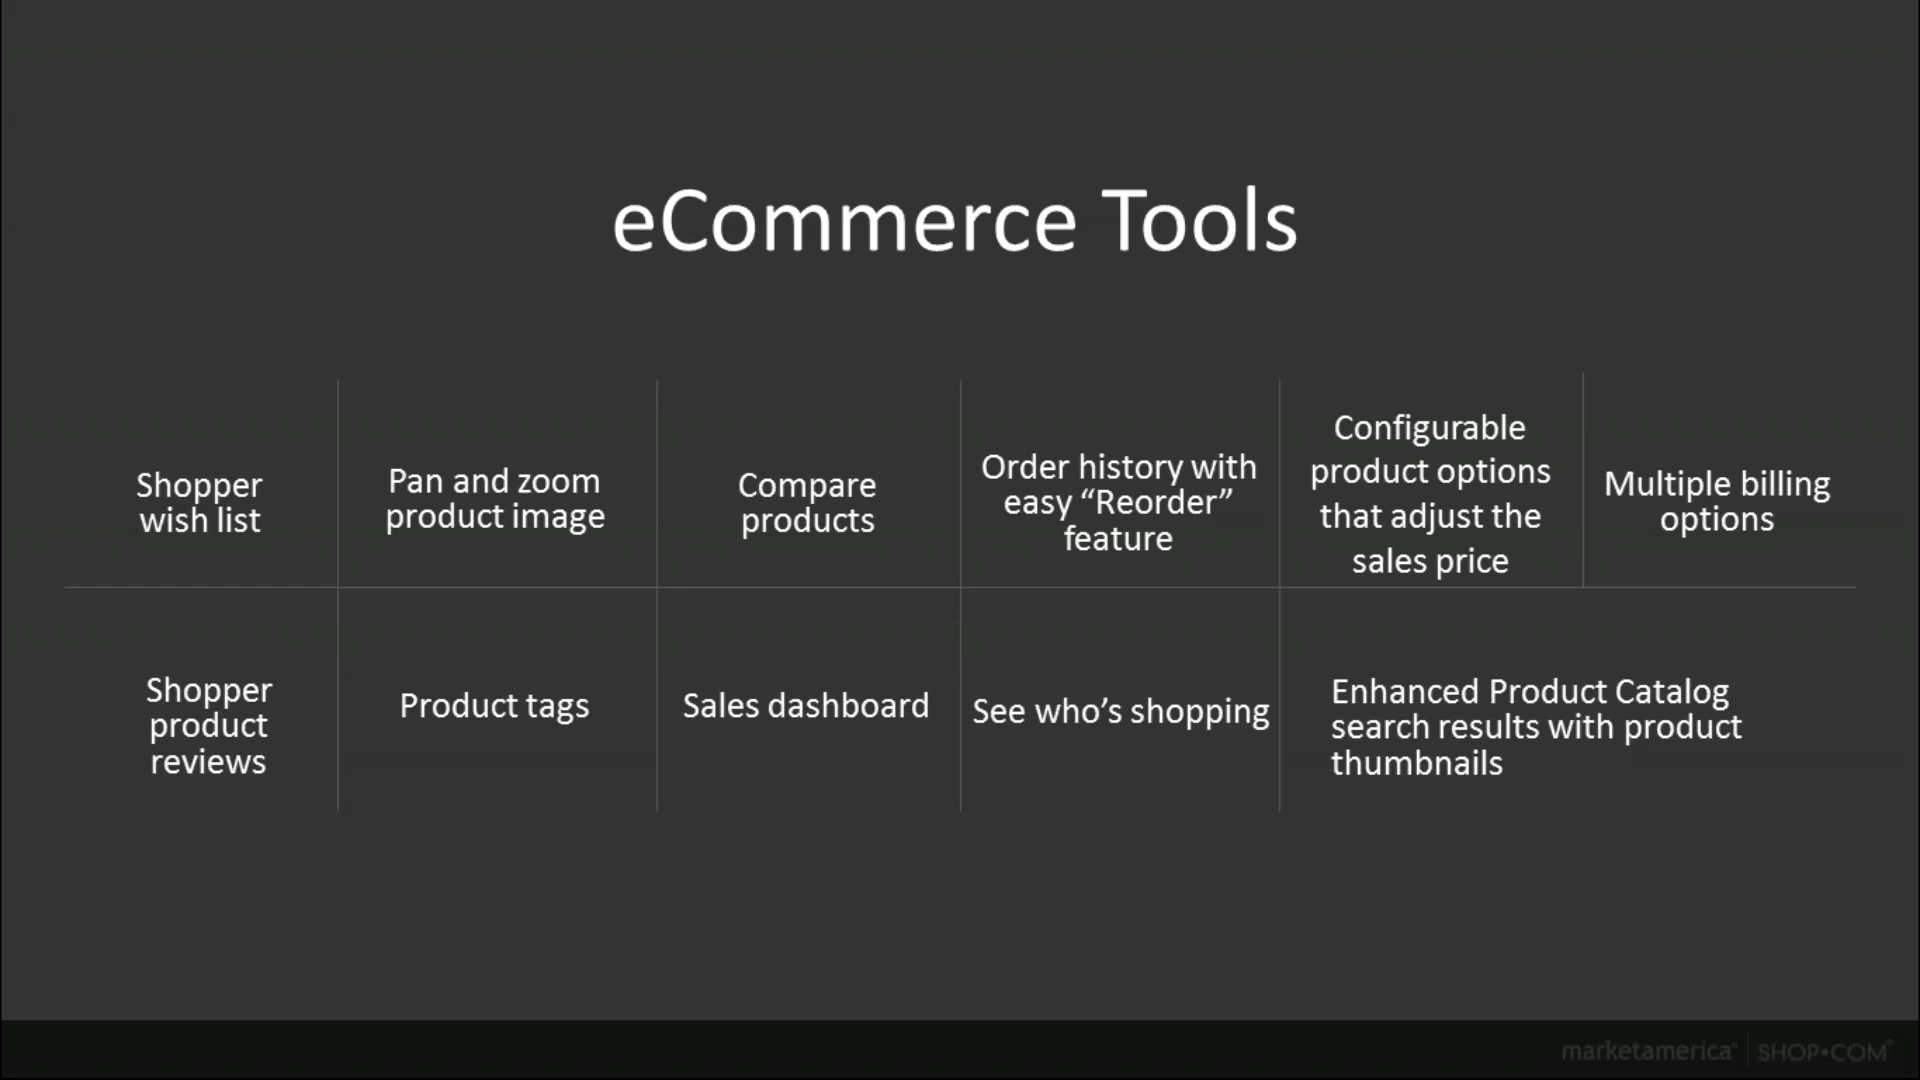 eCommerce Tools
Shopper
wish list
Pan and zoom
product image
Compare
products
Order history with
easy “Reorder”
feature
Configurable
product options
that adjust the
sales price
Multiple billing
options
Shopper
product
reviews
Product tags
Sales dashboard
See who’s shopping
Enhanced Product Catalog
search results with product
thumbnails
marketamerica® | SHOP•COM®